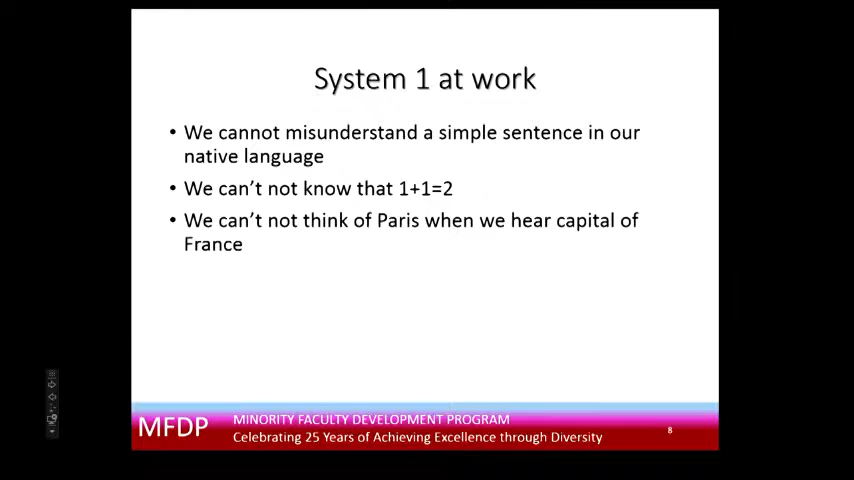 System 1 at work
• We cannot misunderstand a simple sentence in our
native language
• We can't not know that 1+1=2
• We can't not think of Paris when we hear capital of
France
MFDP
MINORITY FACULTY DEVELOPMENT PROGRAM
Celebrating 25 Years of Achieving Excellence through Diversity
8